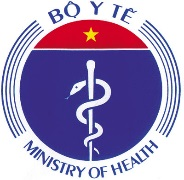 BỘ Y TẾ
MINISTRY OF HEALTH